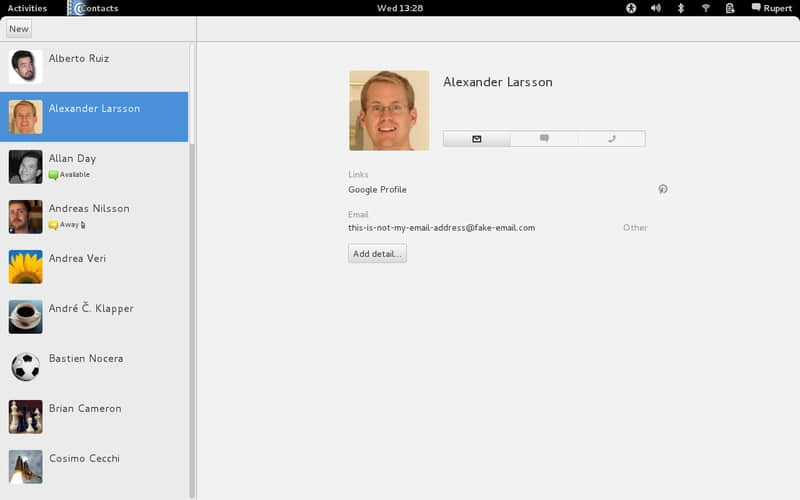 Activities
Contacts
Wed 13:28
Rupert
New
Alberto Ruiz
Alexander Larsson
Allan Day
Available
Andreas Nilsson
Away
Andrea Veri
André Č. Klapper
Bastien Nocera
Brian Cameron
Cosimo Cecchi
Alexander Larsson
Links
Google Profile
Email
this-is-not-my-email-address@fake-email.com
Other
Add detail...